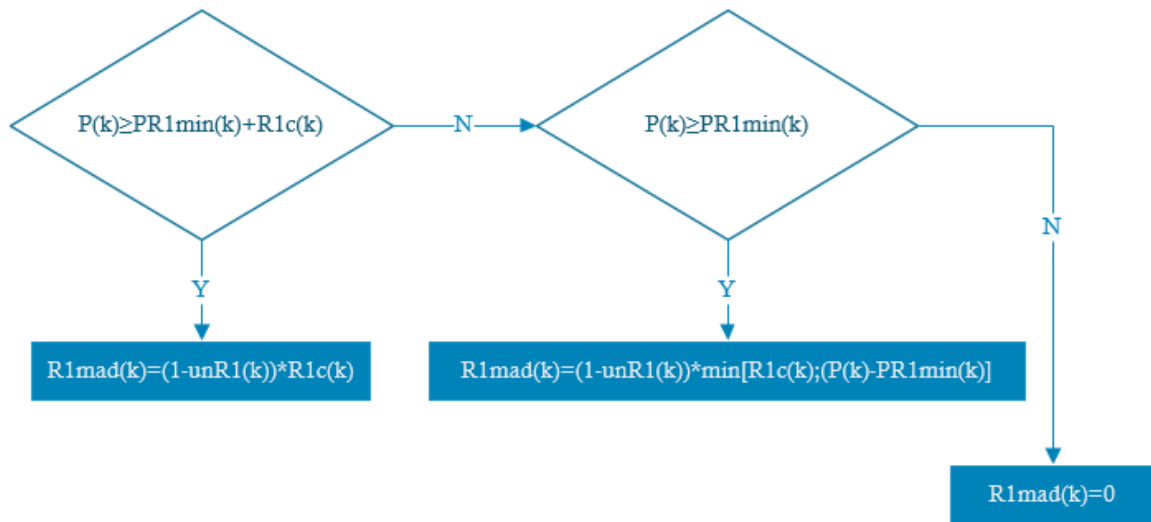 P(k)≥PR1min(k)+R1c(k)
N
P(k)≥PR1min(k)
N
Y
Y
R1mad(k)=(1-unR1(k))*R1c(k)
R1mad(k)=(1-unR1(k))*min[R1c(k);(P(k)-PR1min(k)]
R1mad(k)=0